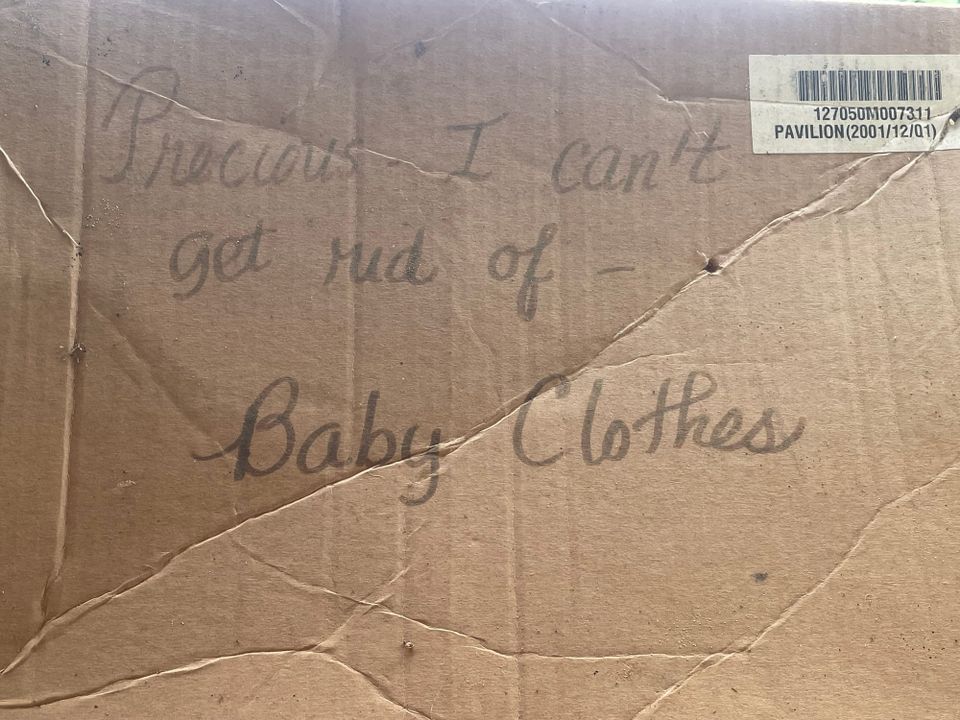 Precious - I can't
get rid of -
Baby Clothes
127050M007311
PAVILION(2001/12/01)